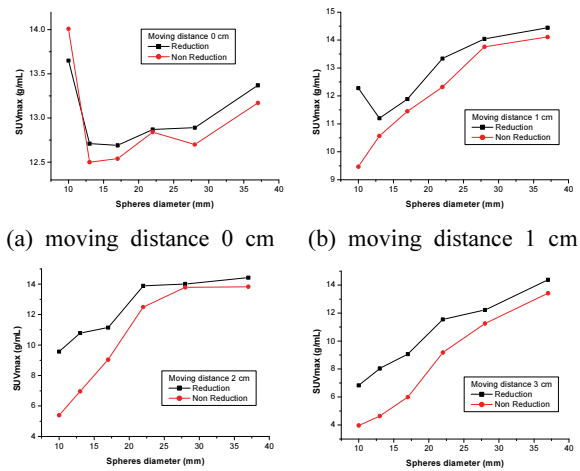 14.0
13.5
13.0
12.5
SUVmax (g/mL)
Moving distance 0 cm
Reduction
Non Reduction
5 10 15 20 25 30 35 40
Spheres diameter (mm)
15
14
13
12
11
10
9
SUVmax (g/mL)
Moving distance 1 cm
Reduction
Non Reduction
5 10 15 20 25 30 35 40
Spheres diameter (mm)
(a) moving distance 0 cm (b) moving distance 1 cm
14
12
10
8
6
4
SUVmax (g/mL)
Moving distance 2 cm
Reduction
Non Reduction
10 15 20 25 30 35 40
Spheres diameter (mm)
14
12
10
8
6
4
SUVmax (g/mL)
Moving distance 3 cm
Reduction
Non Reduction
10 15 20 25 30 35 40
Spheres diameter (mm)